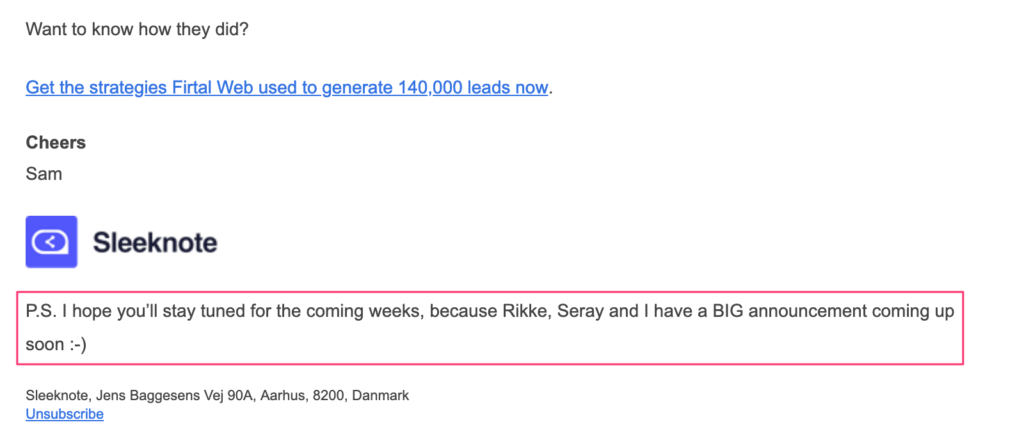 Want to know how they did?
Get the strategies Firtal Web used to generate 140,000 leads now.
Cheers
Sam
Sleeknote
P.S. I hope you'll stay tuned for the coming weeks, because Rikke, Seray and I have a BIG announcement coming up
soon :-)
Sleeknote, Jens Baggesens Vej 90A, Aarhus, 8200, Danmark
Unsubscribe